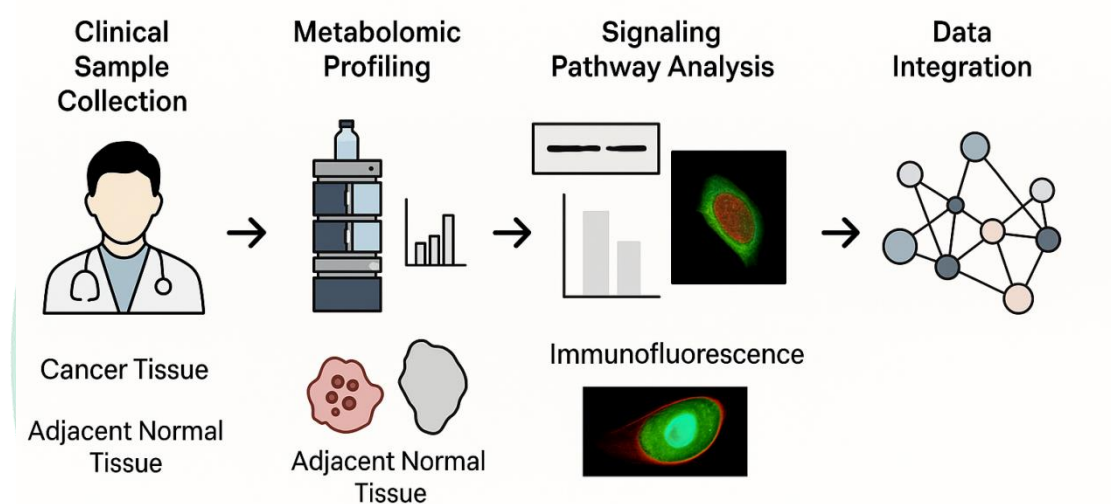 Clinical
Sample
Collection
Metabolomic
Profiling
Signaling
Pathway Analysis
Data
Integration
Cancer Tissue
Adjacent Normal
Tissue
Adjacent Normal
Tissue
Immunofluorescence